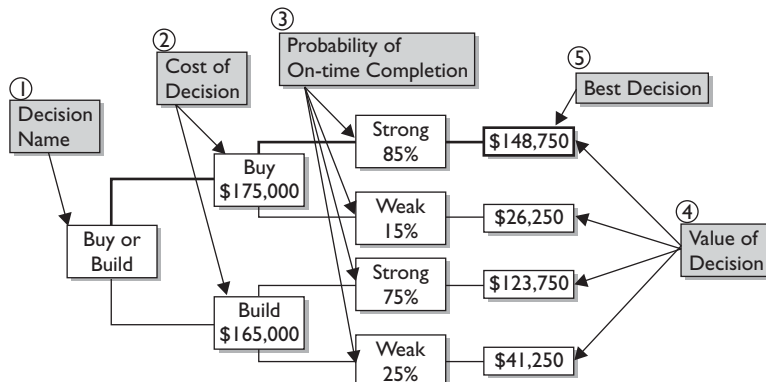 ①
Decision
Name
②
Cost of
Decision
③
Probability of
On-time Completion
⑤
Best Decision
Strong
85%
$148,750
Buy
$175,000
Weak
15%
$26,250
④
Value of
Decision
Buy or
Build
Strong
75%
$123,750
Build
$165,000
Weak
25%
$41,250